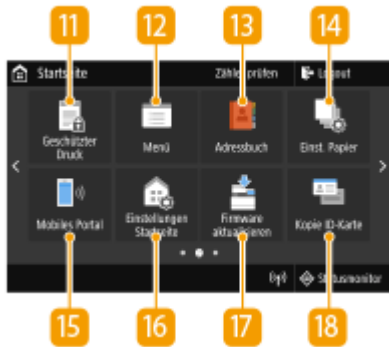 11 12 13 14
Startseite Zähler prüfen Logout
Geschützter
Druck
Menü
Adressbuch
Einst. Papier
Mobiles Portal
Einstellungen
Startseite
Firmware
aktualisieren
Kopie ID-Karte
Statusmonitor
15 16 17 18